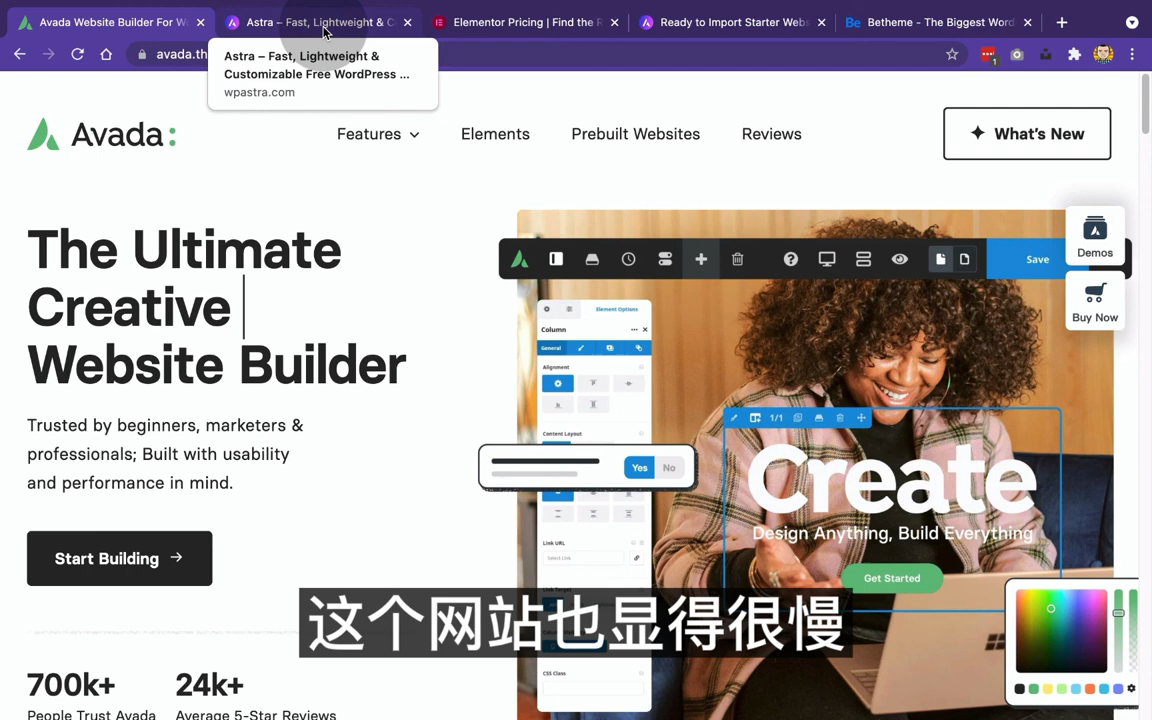 Avada Website Builder For W
Astra – Fast, Lightweight & C
Elementor Pricing | Find the R
Ready to Import Starter Webs
Betheme - The Biggest Word
avada.th
Astra – Fast, Lightweight &
Customizable Free WordPress ...
wpastra.com
Avada:
Features
Elements
Prebuilt Websites
Reviews
What's New
The Ultimate
Creative
Website Builder
Trusted by beginners, marketers &
professionals; Built with usability
and performance in mind.
Start Building
700k+
People Trust Avada
24k+
Average 5-Star Reviews
Save
Demos
Buy Now
Element Options
Column
General
Alignment
Content Layout
Yes
No
Link URL
Select Link
Link Target
CSS Class
1/1
Create
Design Anything, Build Everything
Get Started
这个网站也显得很慢